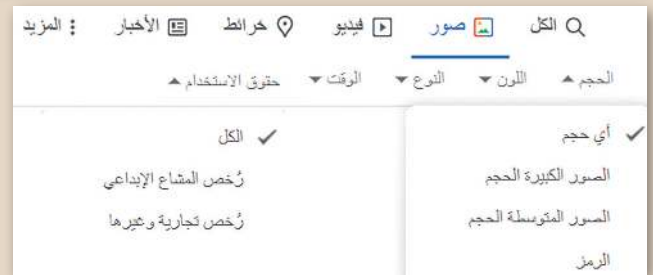 الكل صور فيديو خرائط الأخبار المزيد
الحجم اللون النوع الوقت حقوق الاستخدام
أي حجم
الصور الكبيرة الحجم
الصور المتوسطة الحجم
الرمز
الكل
رُخص المشاع الإبداعي
رُخص تجارية وغيرها